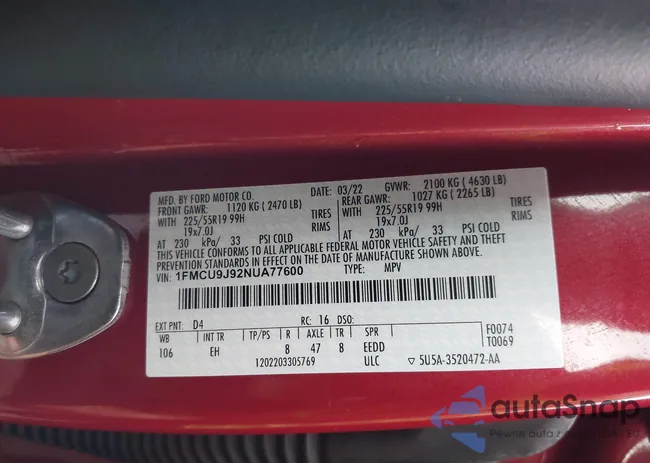 MFD. BY FORD MOTOR CO. DATE: 03/22 GVWR: 2100 KG ( 4630 LB)
FRONT GAWR: 1120 KG ( 2470 LB) REAR GAWR: 1027 KG ( 2265 LB)
WITH 225/55R19 99H TIRES WITH 225/55R19 99H TIRES
19x7.0J RIMS 19x7.0J RIMS
AT 230 kPa/ 33 PSI COLD AT 230 kPa/ 33 PSI COLD
THIS VEHICLE CONFORMS TO ALL APPLICABLE FEDERAL MOTOR VEHICLE SAFETY AND THEFT
PREVENTION STANDARDS IN EFFECT ON THE DATE OF MANUFACTURE SHOWN ABOVE.
VIN: 1FMCU9J92NUA77600 TYPE: MPV
EXT PNT: D4 RC: 16 DSO: F0074
WB INT TR TP/PS R AXLE TR SPR T0069
106 EH 8 47 8 EEDD
1202203305769 ULC ▽ 5U5A-3520472-AA
autaSnap
Pewne auta z